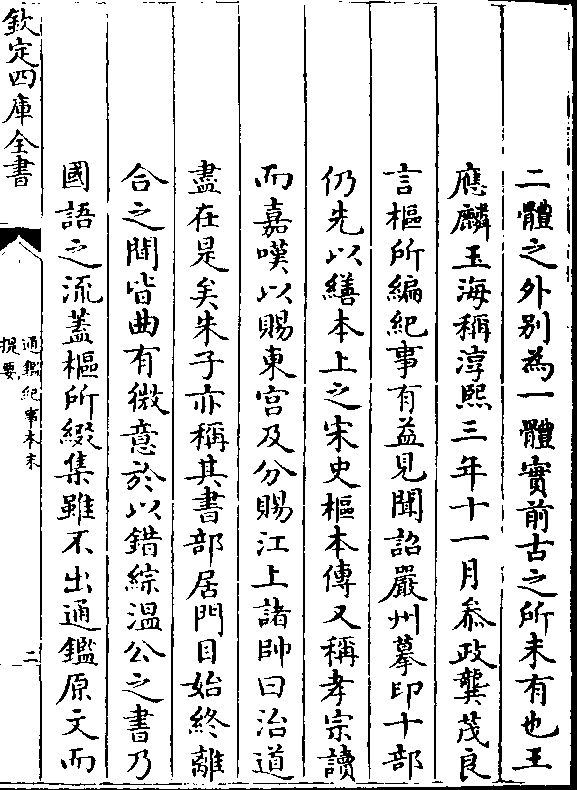 二體之外别為一體實前古之所未有也王
應麟玉海稱淳熙三年十一月叅政龔茂良
言樞所編紀事有益見聞詔嚴州摹印十部
仍先以繕本上之宋史樞本傳又稱孝宗讀
而嘉嘆以賜東宫及分賜江上諸帥曰治道
盡在是矣朱子亦稱其書部居門目始終離
合之間皆曲有微意於以錯綜温公之書乃
國語之流蓋樞所綴集雖不出通鑑原文而
欽定四庫全書
通鑑紀事本末
提要
二